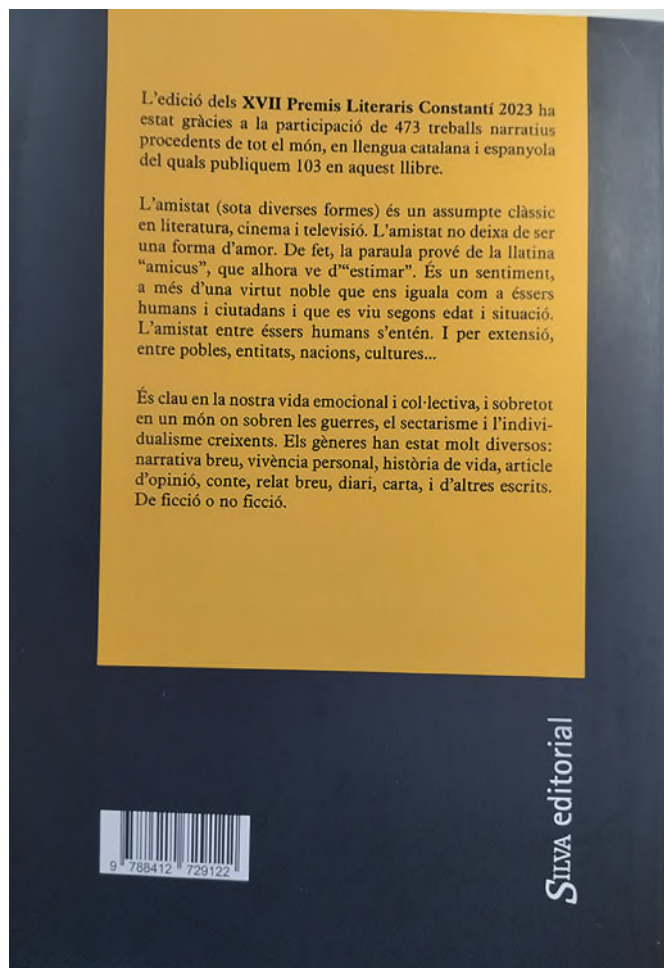 L'edició dels XVII Premis Literaris Constantí 2023 ha
estat gràcies a la participació de 473 treballs narratius
procedents de tot el món, en llengua catalana i espanyola
del quals publiquem 103 en aquest llibre.
L'amistat (sota diverses formes) és un assumpte clàssic
en literatura, cinema i televisió. L'amistat no deixa de ser
una forma d'amor. De fet, la paraula prové de la llatina
“amicus”, que alhora ve d'“estimar”. És un sentiment,
a més d'una virtut noble que ens iguala com a éssers
humans i ciutadans i que es viu segons edat i situació.
L'amistat entre éssers humans s'entén. I per extensió,
entre pobles, entitats, nacions, cultures...
És clau en la nostra vida emocional i col·lectiva, i sobretot
en un món on sobren les guerres, el sectarisme i l'indivi-
dualisme creixents. Els gèneres han estat molt diversos:
narrativa breu, vivència personal, història de vida, article
d'opinió, conte, relat breu, diari, carta, i d'altres escrits.
De ficció o no ficció.
SILVA editorial
9 788412 729122